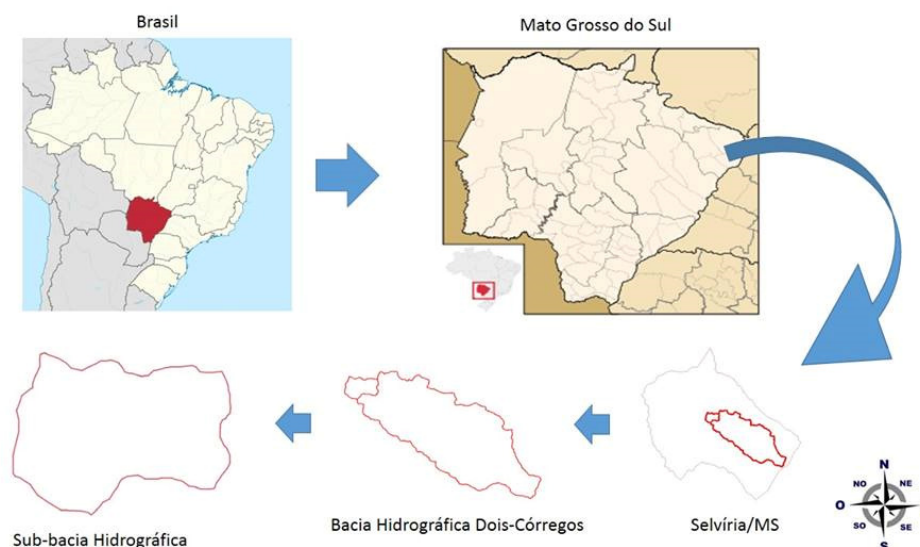 Brasil
Mato Grosso do Sul
Sub-bacia Hidrográfica
Bacia Hidrográfica Dois-Córregos
Selvíria/MS
N
NO
NE
O
E
SO
SE
S